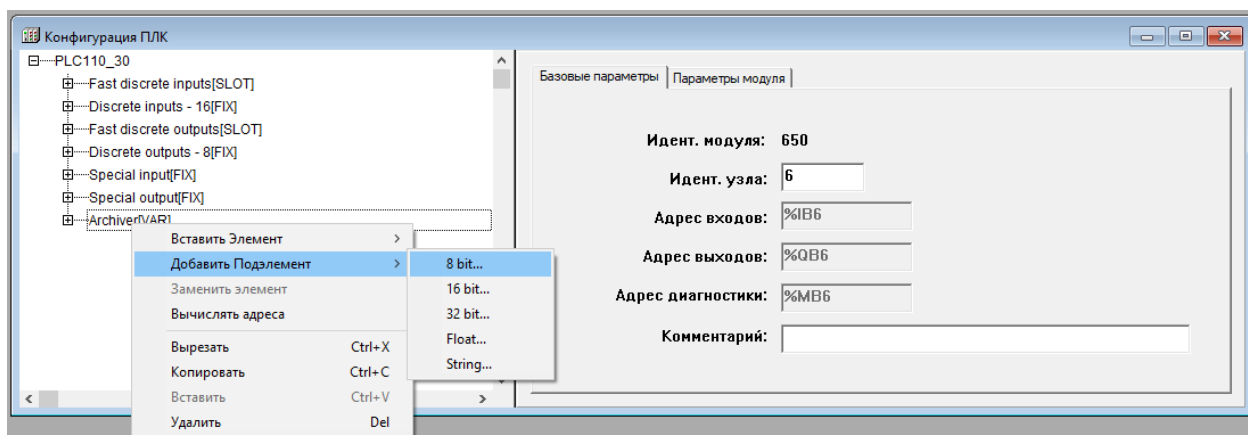 Конфигурация ПЛК
PLC110_30
Fast discrete inputs[SLOT]
Discrete inputs - 16[FIX]
Fast discrete outputs[SLOT]
Discrete outputs - 8[FIX]
Special input[FIX]
Special output[FIX]
Archiver[VAR]
Вставить Элемент
Добавить Подэлемент
Заменить элемент
Вычислять адреса
Вырезать Ctrl+X
Копировать Ctrl+C
Вставить Ctrl+V
Удалить Del
8 bit...
16 bit...
32 bit...
Float...
String...
Базовые параметры Параметры модуля
Идент. модуля: 650
Идент. узла: 6
Адрес входов: %IB6
Адрес выходов: %QB6
Адрес диагностики: %MB6
Комментарий: